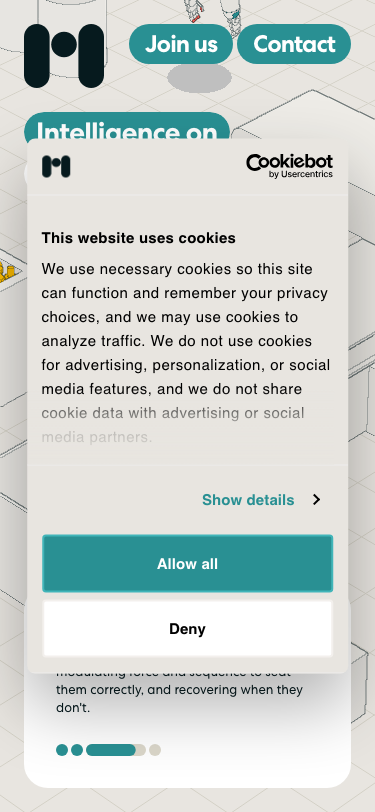 Join us
Contact
Intelligence on
Cookiebot
by Usercentrics
This website uses cookies
We use necessary cookies so this site
can function and remember your privacy
choices, and we may use cookies to
analyze traffic. We do not use cookies
for advertising, personalization, or social
media features, and we do not share
cookie data with advertising or social
media partners.
Show details
Allow all
Deny
modulating force and sequence to seat
them correctly, and recovering when they
don't.